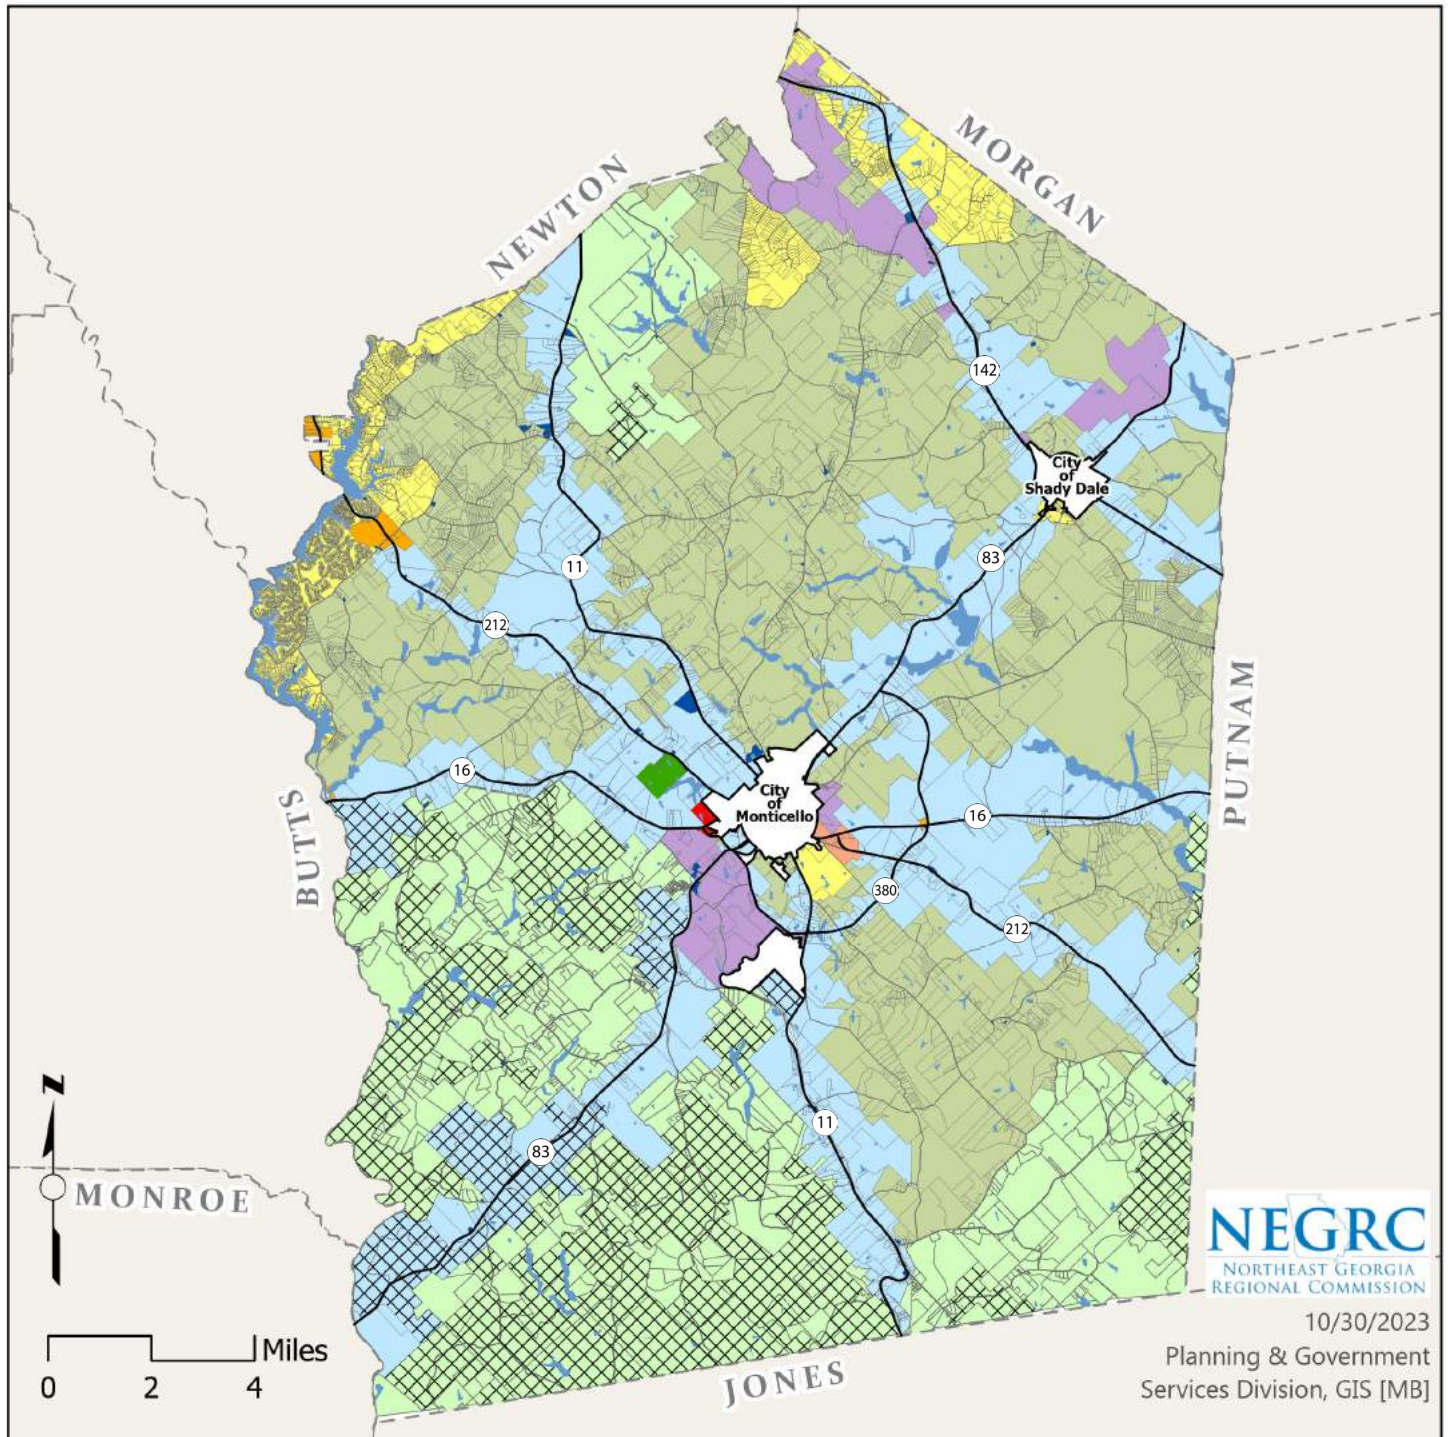 MORGAN
NEWTON
142
City
of
Shady Dale
83
11
212
PUTNAM
16
City
of
Monticello
16
BUTTS
380
212
11
83
N
MONROE
NEGRC
NORTHEAST GEORGIA
REGIONAL COMMISSION
10/30/2023
Planning & Government
Services Division, GIS [MB]
Miles
0 2 4
JONES